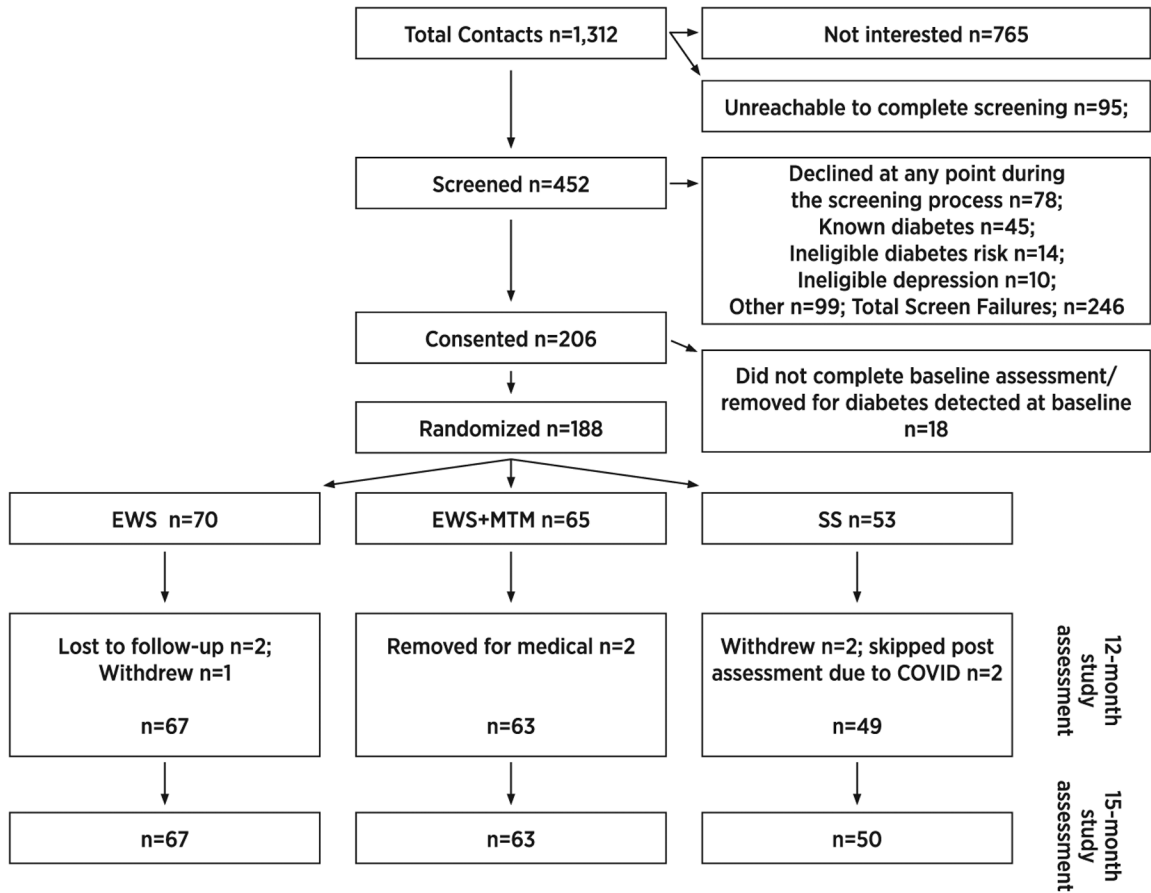 Total Contacts n=1,312
Not interested n=765
Unreachable to complete screening n=95;
Screened n=452
Declined at any point during
the screening process n=78;
Known diabetes n=45;
Ineligible diabetes risk n=14;
Ineligible depression n=10;
Other n=99; Total Screen Failures; n=246
Consented n=206
Did not complete baseline assessment/
removed for diabetes detected at baseline
n=18
Randomized n=188
EWS n=70
EWS+MTM n=65
SS n=53
Lost to follow-up n=2;
Withdrew n=1
n=67
Removed for medical n=2
n=63
Withdrew n=2; skipped post
assessment due to COVID n=2
n=49
12-month
study
assessment
n=67
n=63
n=50
15-month
study
assessment